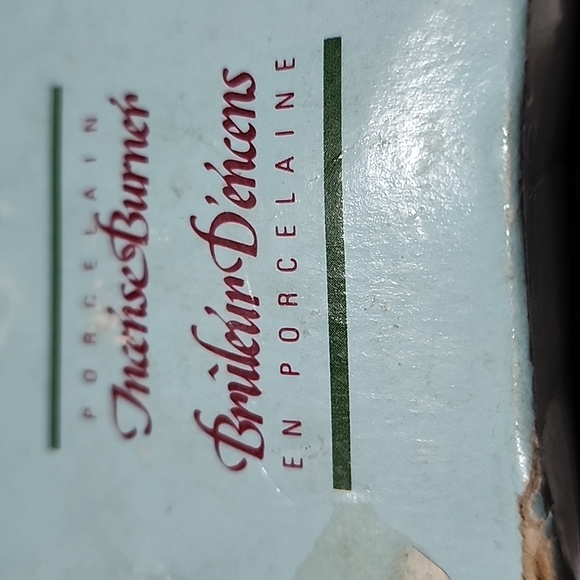 PORCELAIN
Incense Burner
Brûleur D'encens
EN PORCELAINE